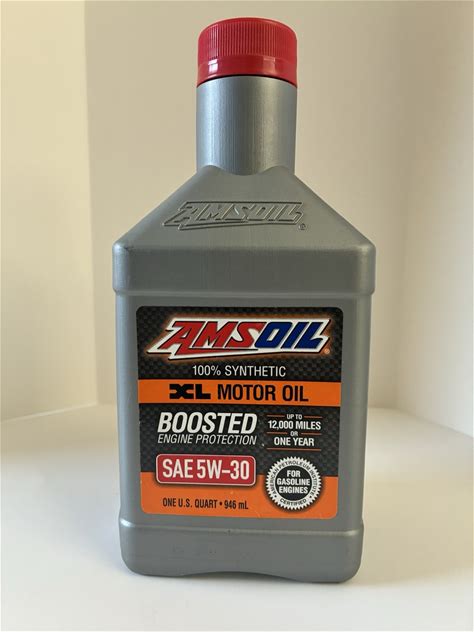 AMSOIL
AMSOIL
100% SYNTHETIC
XL MOTOR OIL
BOOSTED
ENGINE PROTECTION
UP TO
12,000 MILES
OR
ONE YEAR
SAE 5W-30
FOR
GASOLINE
ENGINES
CERTIFIED
ONE U.S. QUART • 946 mL